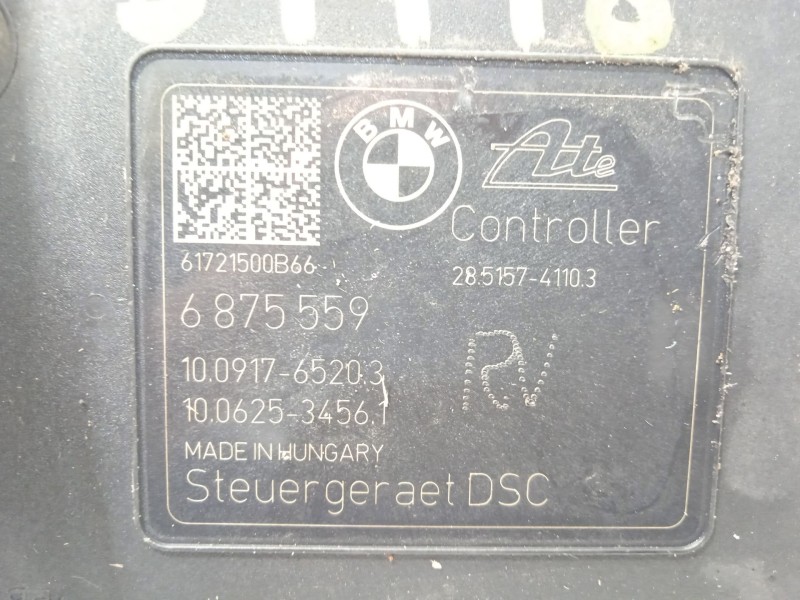 BMW
Ate
Controller
61721500B66
28.5157-4110.3
6 875 559
10.0917-6520.3
10.0625-3456.1
RV
MADE IN HUNGARY
Steuergeraet DSC